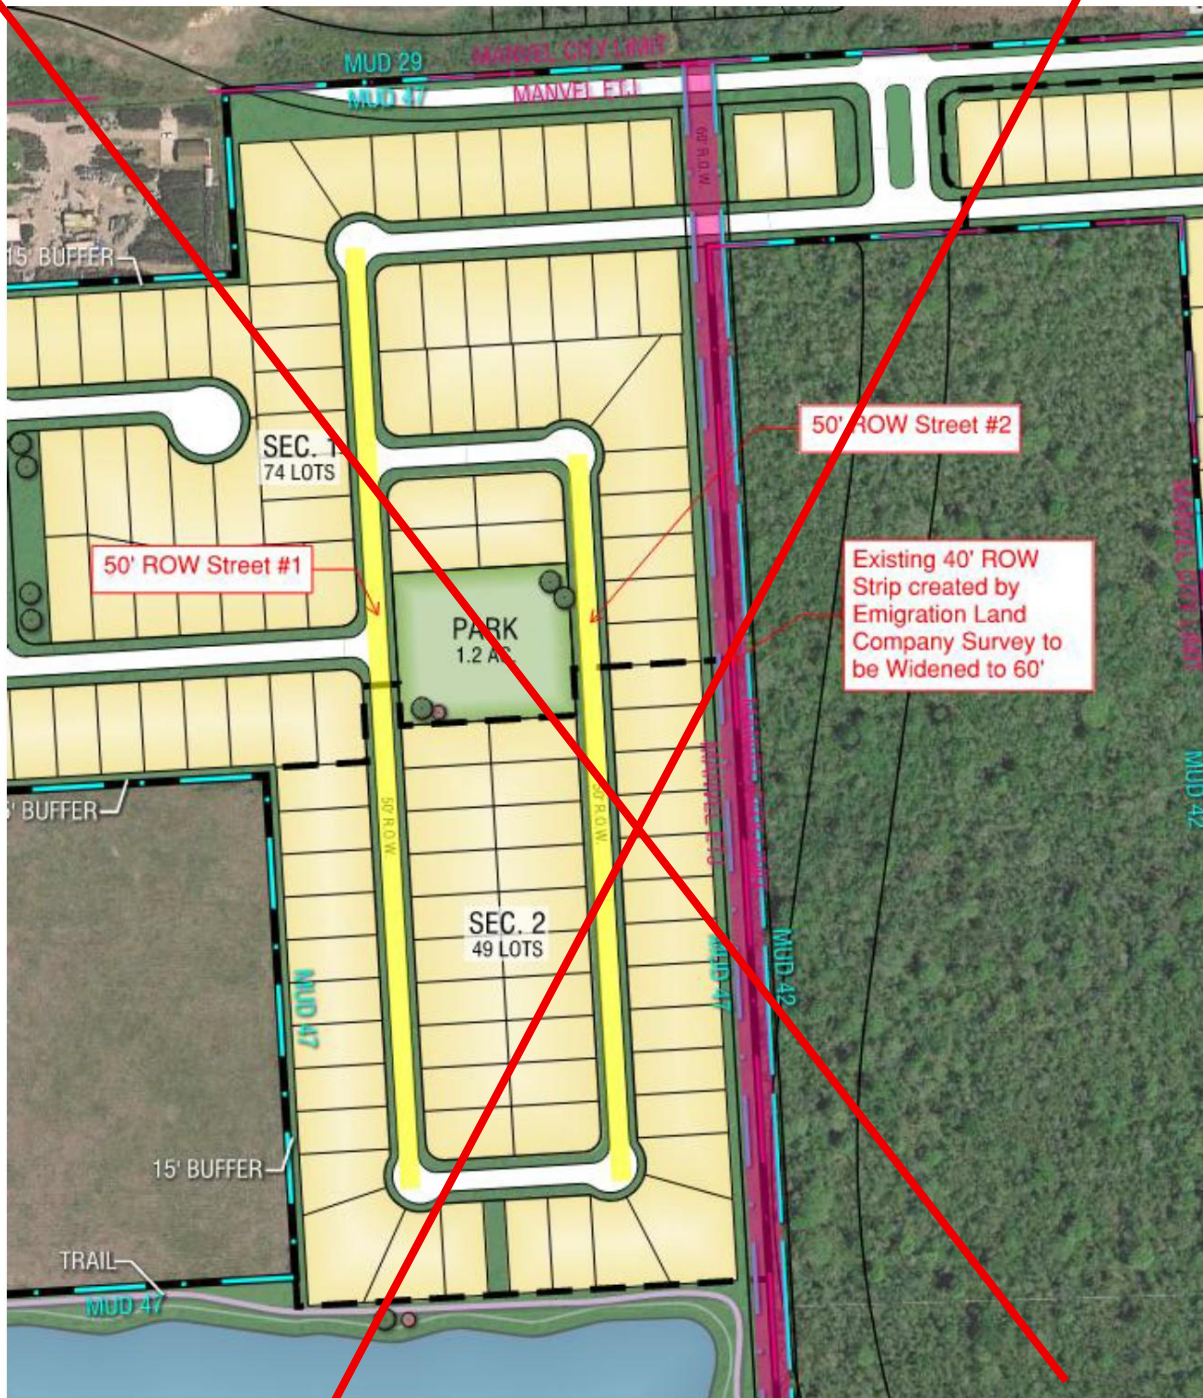 MUD 29
MANVEL CITY LIMIT
MUD 47
MANVEL ETJ
60' R.O.W.
15' BUFFER
SEC. 1
74 LOTS
50' ROW Street #2
50' ROW Street #1
Existing 40' ROW
Strip created by
Emigration Land
Company Survey to
be Widened to 60'
PARK
1.2 AC.
MANVEL CITY LIMIT
MUD 42
' BUFFER
50' R.O.W.
50' R.O.W.
MANVEL ETJ
SEC. 2
49 LOTS
MUD 47
MUD 42
MUD 47
15' BUFFER
TRAIL
MUD 47